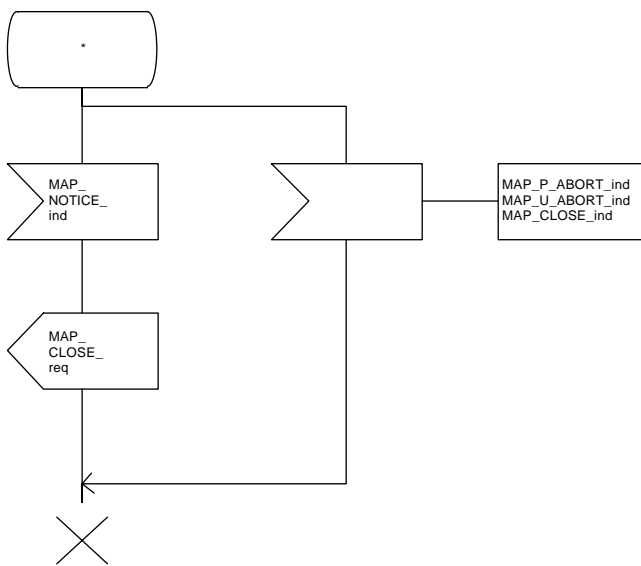 *
MAP_
NOTICE_
ind
MAP_P_ABORT_ind
MAP_U_ABORT_ind
MAP_CLOSE_ind
MAP_
CLOSE_
req